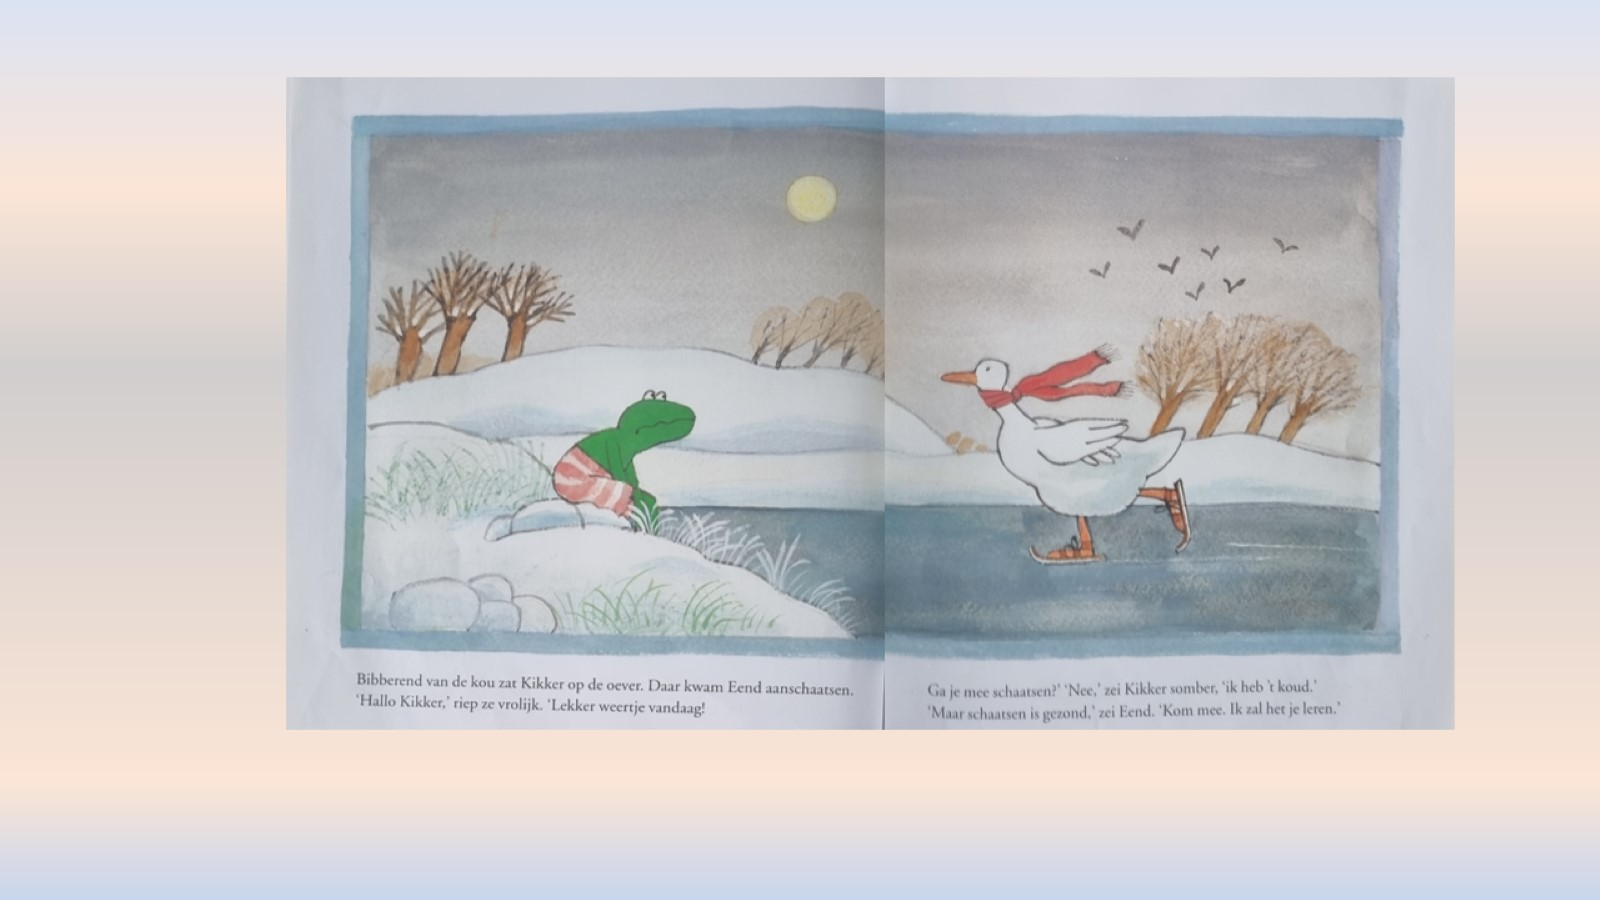 Bibberend van de kou zat Kikker op de oever. Daar kwam Eend aanschaatsen.
‘Hallo Kikker,’ riep ze vrolijk. ‘Lekker weertje vandaag!
Ga je mee schaatsen?’ ‘Nee,’ zei Kikker somber, ‘ik heb ’t koud.’
‘Maar schaatsen is gezond,’ zei Eend. ‘Kom mee. Ik zal het je leren.’